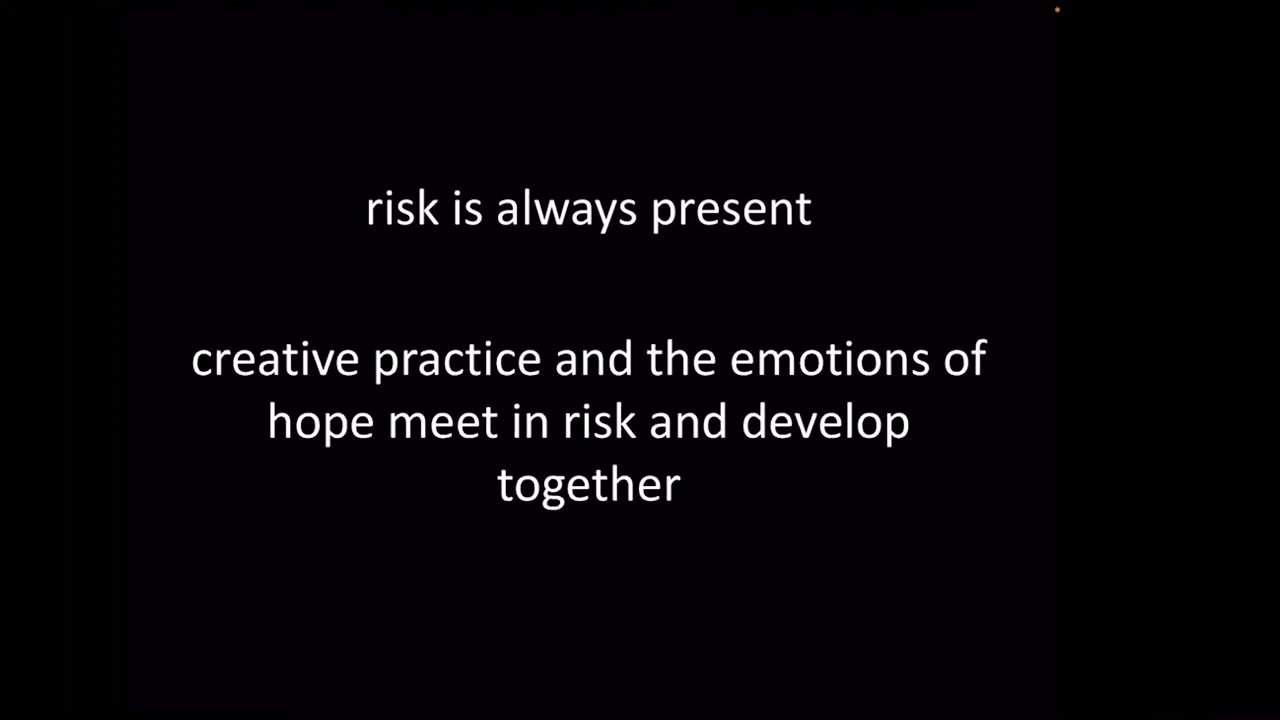 risk is always present
creative practice and the emotions of
hope meet in risk and develop
together